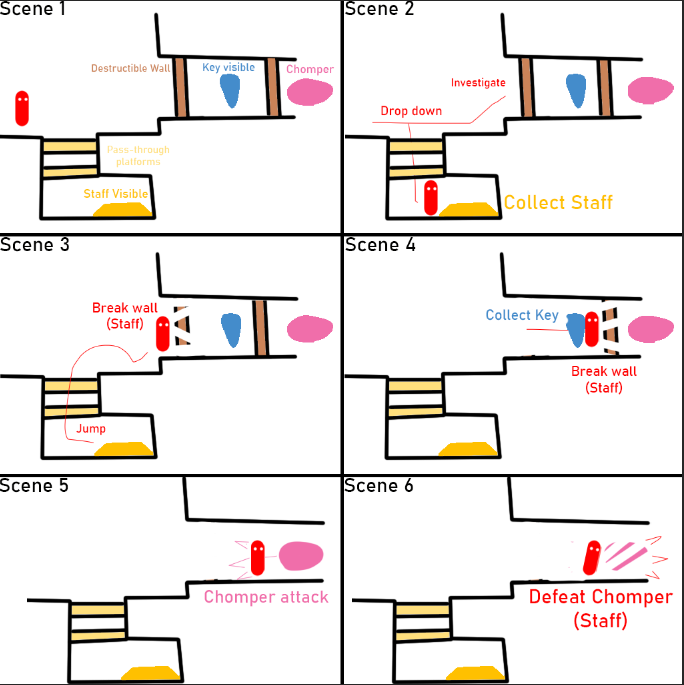 Scene 1
Destructible Wall
Key visible
Chomper
Pass-through
platforms
Staff Visible
Scene 2
Investigate
Drop down
Collect Staff
Scene 3
Break wall
(Staff)
Jump
Scene 4
Collect Key
Break wall
(Staff)
Scene 5
Chomper attack
Scene 6
Defeat Chomper
(Staff)